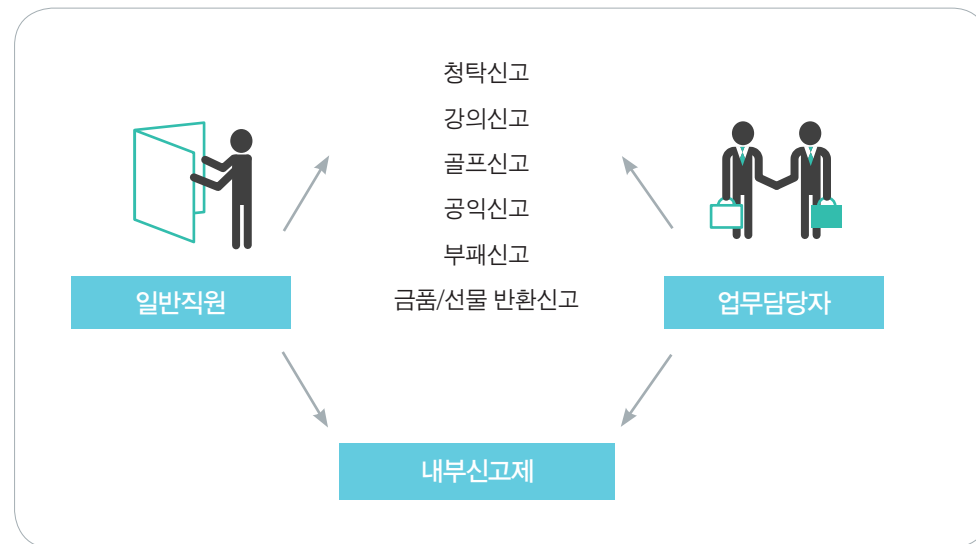 청탁신고
강의신고
골프신고
공익신고
부패신고
금품/선물 반환신고
일반직원
업무담당자
내부신고제